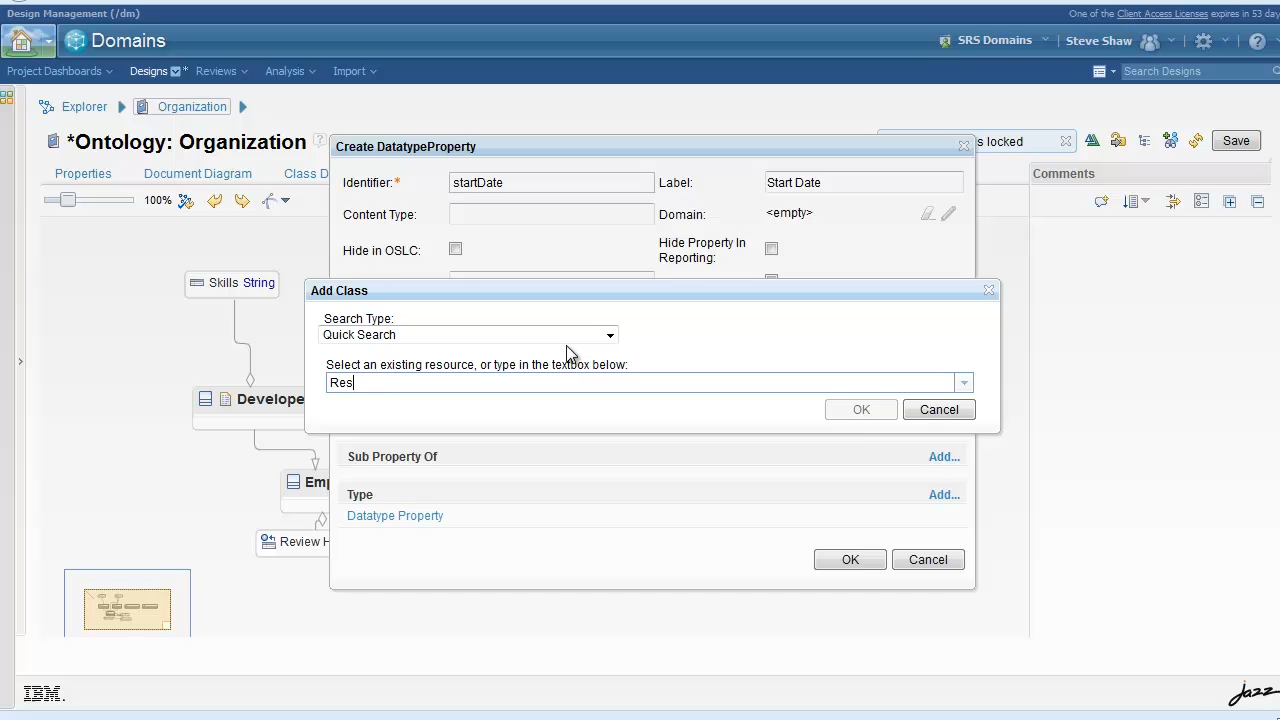 Design Management (/dm)
One of the Client Access Licenses expires in 53 day
Domains
SRS Domains
Steve Shaw
Project Dashboards
Designs *
Reviews
Analysis
Import
Search Designs
Explorer
Organization
*Ontology: Organization
s locked
Save
Properties
Document Diagram
Class D
Comments
100%
Create DatatypeProperty
Identifier:*
startDate
Label:
Start Date
Content Type:
Domain:
<empty>
Hide in OSLC:
Hide Property In
Reporting:
Skills String
Add Class
Search Type:
Quick Search
Select an existing resource, or type in the textbox below:
Res
OK
Cancel
Develope
Sub Property Of
Add...
Emp
Type
Add...
Datatype Property
Review H
OK
Cancel
IBM.
Jazz